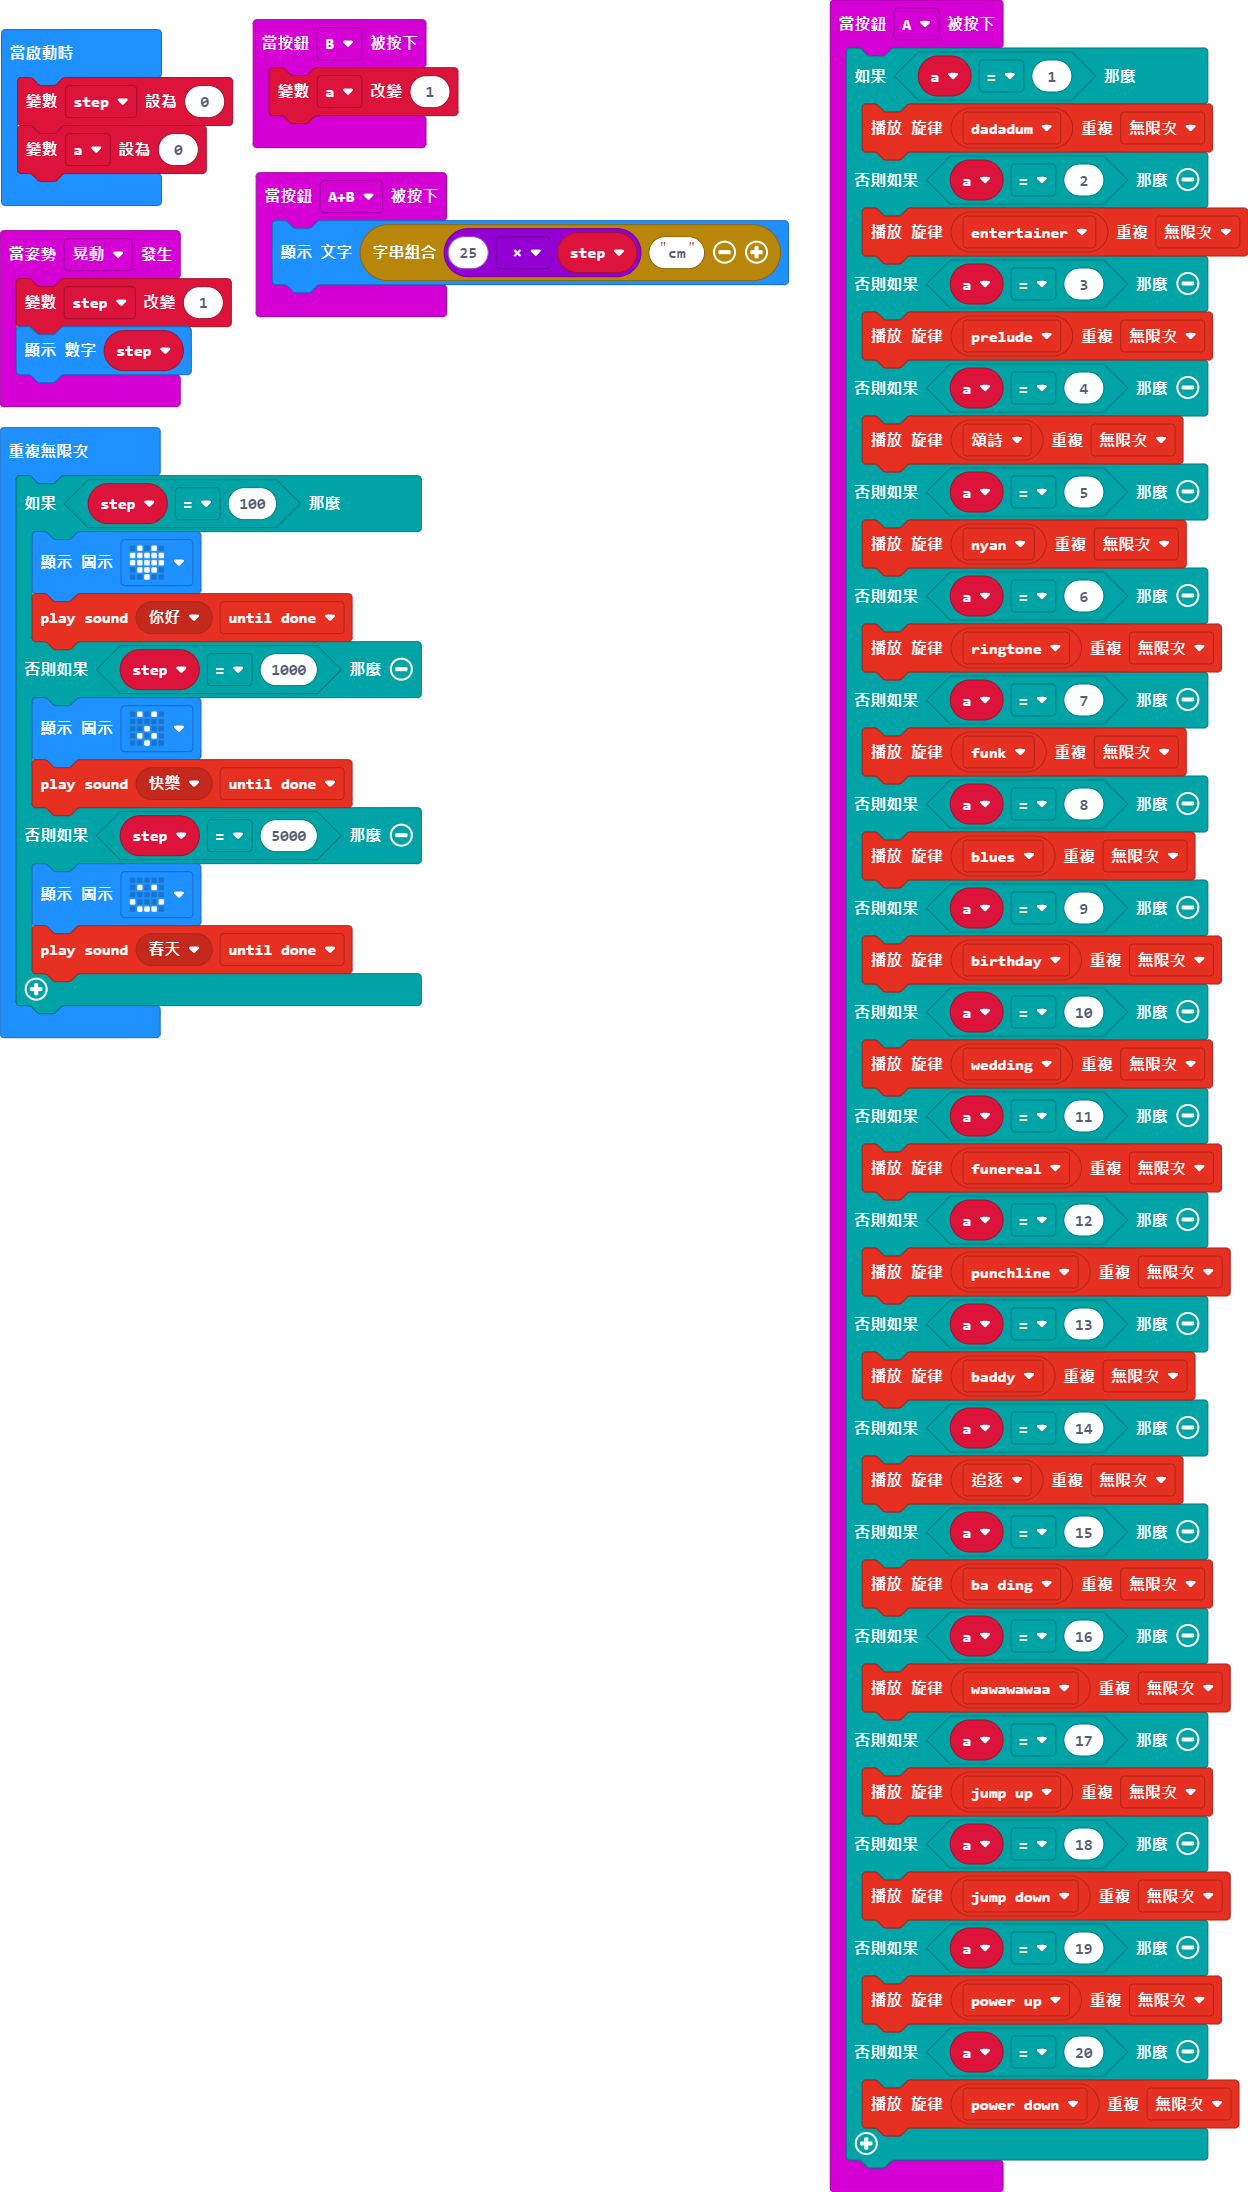 當啟動時
變數 step 設為 0
變數 a 設為 0
當姿勢 晃動 發生
變數 step 改變 1
顯示 數字 step
重複無限次
如果 step = 100 那麼
顯示 圖示
play sound 你好 until done
否則如果 step = 1000 那麼
顯示 圖示
play sound 快樂 until done
否則如果 step = 5000 那麼
顯示 圖示
play sound 春天 until done
當按鈕 B 被按下
變數 a 改變 1
當按鈕 A+B 被按下
顯示 文字 字串組合 25 × step "cm"
當按鈕 A 被按下
如果 a = 1 那麼
播放 旋律 dadadum 重複 無限次
否則如果 a = 2 那麼
播放 旋律 entertainer 重複 無限次
否則如果 a = 3 那麼
播放 旋律 prelude 重複 無限次
否則如果 a = 4 那麼
播放 旋律 頌詩 重複 無限次
否則如果 a = 5 那麼
播放 旋律 nyan 重複 無限次
否則如果 a = 6 那麼
播放 旋律 ringtone 重複 無限次
否則如果 a = 7 那麼
播放 旋律 funk 重複 無限次
否則如果 a = 8 那麼
播放 旋律 blues 重複 無限次
否則如果 a = 9 那麼
播放 旋律 birthday 重複 無限次
否則如果 a = 10 那麼
播放 旋律 wedding 重複 無限次
否則如果 a = 11 那麼
播放 旋律 funereal 重複 無限次
否則如果 a = 12 那麼
播放 旋律 punchline 重複 無限次
否則如果 a = 13 那麼
播放 旋律 baddy 重複 無限次
否則如果 a = 14 那麼
播放 旋律 追逐 重複 無限次
否則如果 a = 15 那麼
播放 旋律 ba ding 重複 無限次
否則如果 a = 16 那麼
播放 旋律 wawawawaa 重複 無限次
否則如果 a = 17 那麼
播放 旋律 jump up 重複 無限次
否則如果 a = 18 那麼
播放 旋律 jump down 重複 無限次
否則如果 a = 19 那麼
播放 旋律 power up 重複 無限次
否則如果 a = 20 那麼
播放 旋律 power down 重複 無限次